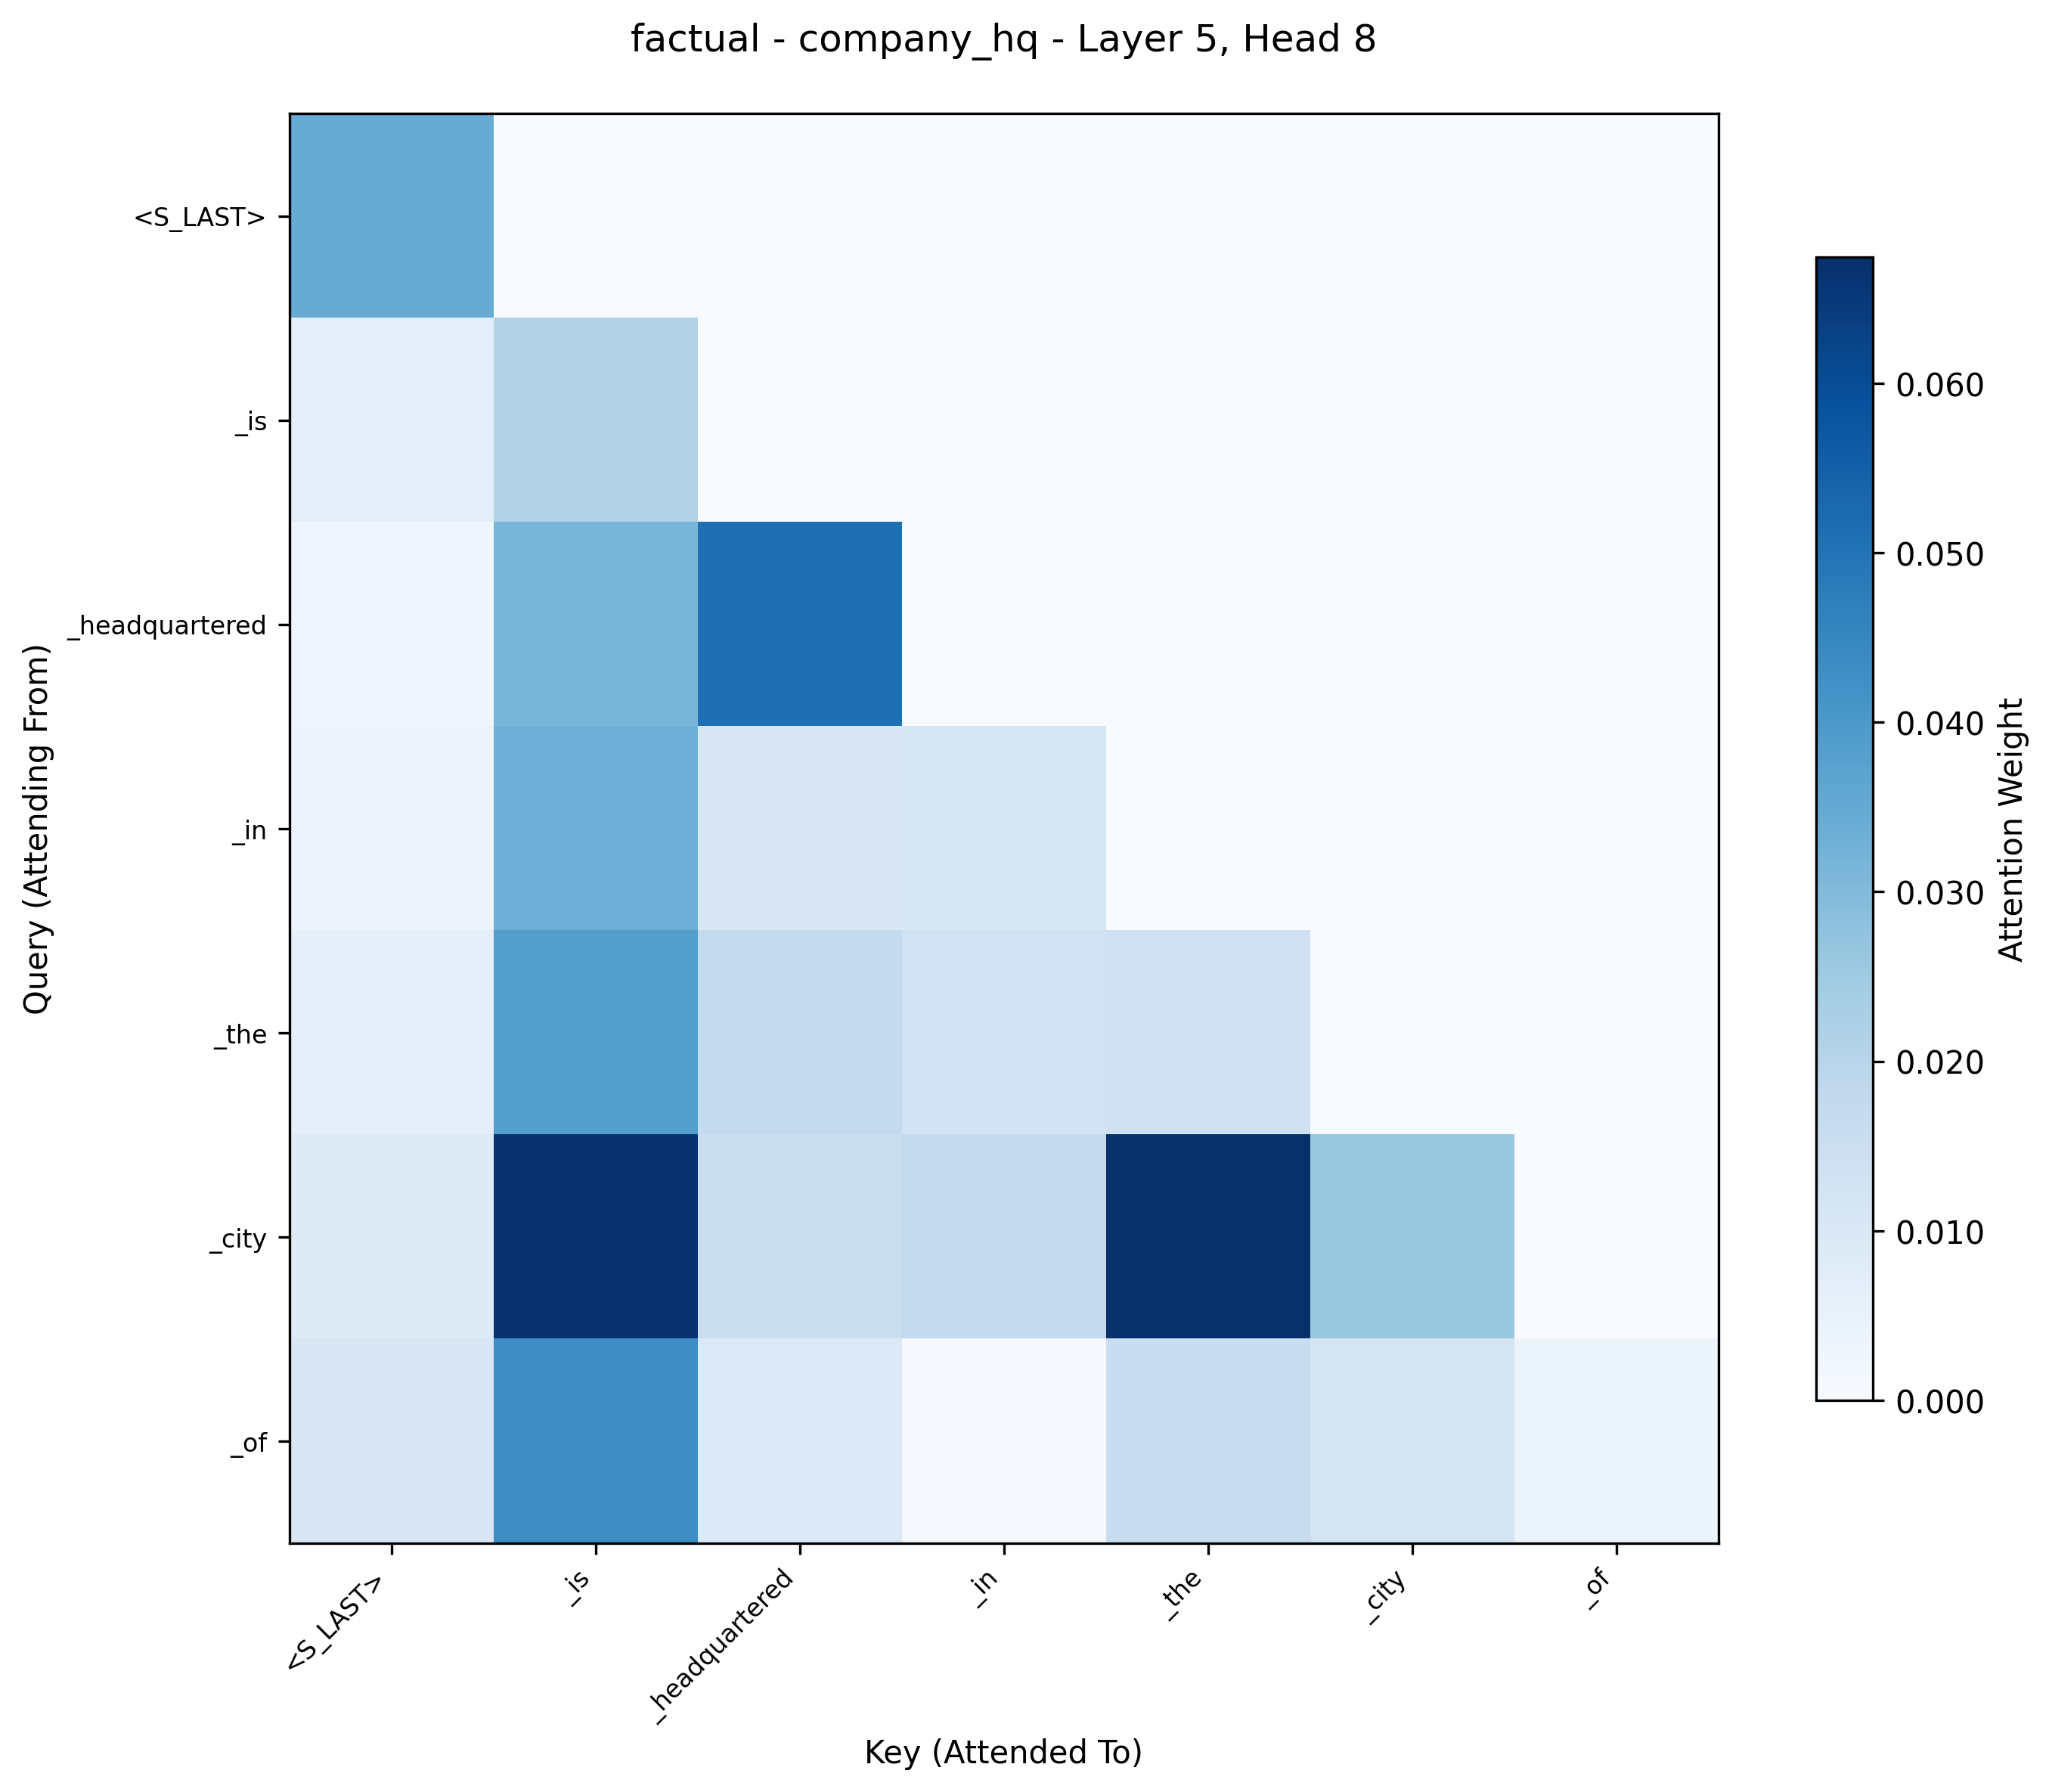 factual - company_hq - Layer 5, Head 8
<S_LAST>
_is
_headquartered
_in
_the
_city
_of
Query (Attending From)
<S_LAST>
_is
_headquartered
_in
_the
_city
_of
Key (Attended To)
0.060
0.050
0.040
0.030
0.020
0.010
0.000
Attention Weight